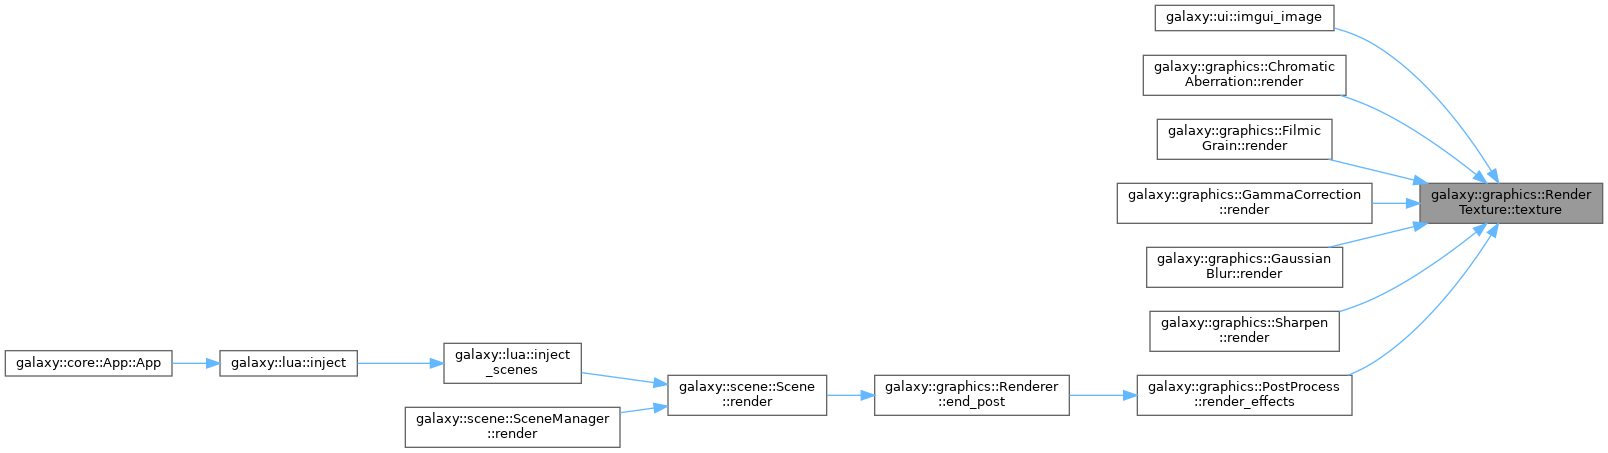 galaxy::ui::imgui_image
galaxy::graphics::Chromatic
Aberration::render
galaxy::graphics::Filmic
Grain::render
galaxy::graphics::GammaCorrection
::render
galaxy::graphics::Render
Texture::texture
galaxy::graphics::Gaussian
Blur::render
galaxy::graphics::Sharpen
::render
galaxy::core::App::App
galaxy::lua::inject
galaxy::lua::inject
_scenes
galaxy::scene::SceneManager
::render
galaxy::scene::Scene
::render
galaxy::graphics::Renderer
::end_post
galaxy::graphics::PostProcess
::render_effects